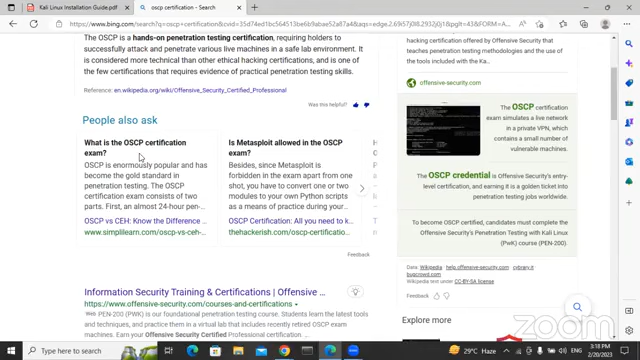 Kali Linux Installation Guide.pdf
oscp certification - Search
https://www.bing.com/search?q=oscp+certification&cvid=35d74ed1bc564513be6b9fabe52a87a4&aqs=edge
The OSCP is a hands-on penetration testing certification, requiring holders to
successfully attack and penetrate various live machines in a safe lab environment. It
is considered more technical than other ethical hacking certifications, and is one of
the few certifications that requires evidence of practical penetration testing skills.
Reference: en.wikipedia.org/wiki/Offensive_Security_Certified_Professional
Was this helpful?
People also ask
What is the OSCP certification
exam?
OSCP is enormously popular and has
become the gold standard in
penetration testing. The OSCP
certification exam consists of two
parts. First, an almost 24-hour pen-
OSCP vs CEH: Know the Difference ...
www.simplilearn.com/oscp-vs-ceh-...
Is Metasploit allowed in the OSCP
exam?
Besides, since Metasploit is
forbidden in the exam apart from one
shot, you have to convert one or two
modules to your own Python scripts
as a means of practice during your...
OSCP Certification: All you need to k...
thehackerish.com/oscp-certificatio...
Feedback
Information Security Training & Certifications | Offensive ...
https://www.offensive-security.com/courses-and-certifications
Web PEN-200 (PWK) is our foundational penetration testing course. Students learn the latest
tools and techniques, and practice them in a virtual lab that includes recently retired OSCP exam
machines. Earn your Offensive Security Certified Professional certification.
hacking certification offered by Offensive Security that
teaches penetration testing methodologies and the use of
the tools included with the Ka...
offensive-security.com
The OSCP certification
exam simulates a live network
in a private VPN, which
contains a small number of
vulnerable machines.
The OSCP credential is Offensive Security's entry-
level certification, and earning it is a golden ticket into
penetration testing jobs worldwide.
To become OSCP certified, candidates must complete the
Offensive Security's Penetration Testing with Kali Linux
(PwK) course (PEN-200).
Data: Wikipedia · help.offensive-security.com · cybrary.it ·
bugcrowd.com
Wikipedia text under CC-BY-SA license
Feedback
Explore more
zoom
Type here to search
29°C Haze
ENG
3:18 PM
2/20/2023